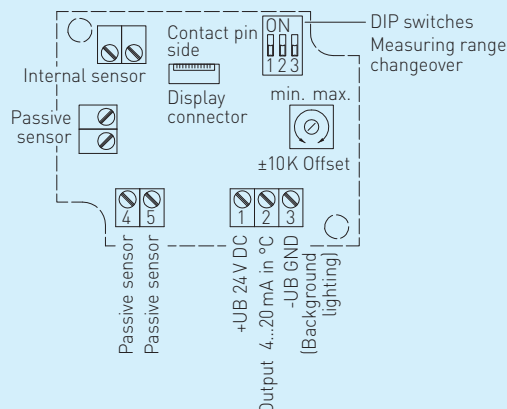 Contact pin
side
ON
1 2 3
DIP switches
Measuring range
changeover
Internal sensor
Display
connector
Passive
sensor
min. max.
±10K Offset
4 5
1 2 3
Passive sensor
Passive sensor
+UB 24 V DC
Output 4...20 mA in °C
-UB GND
(Background
lighting)